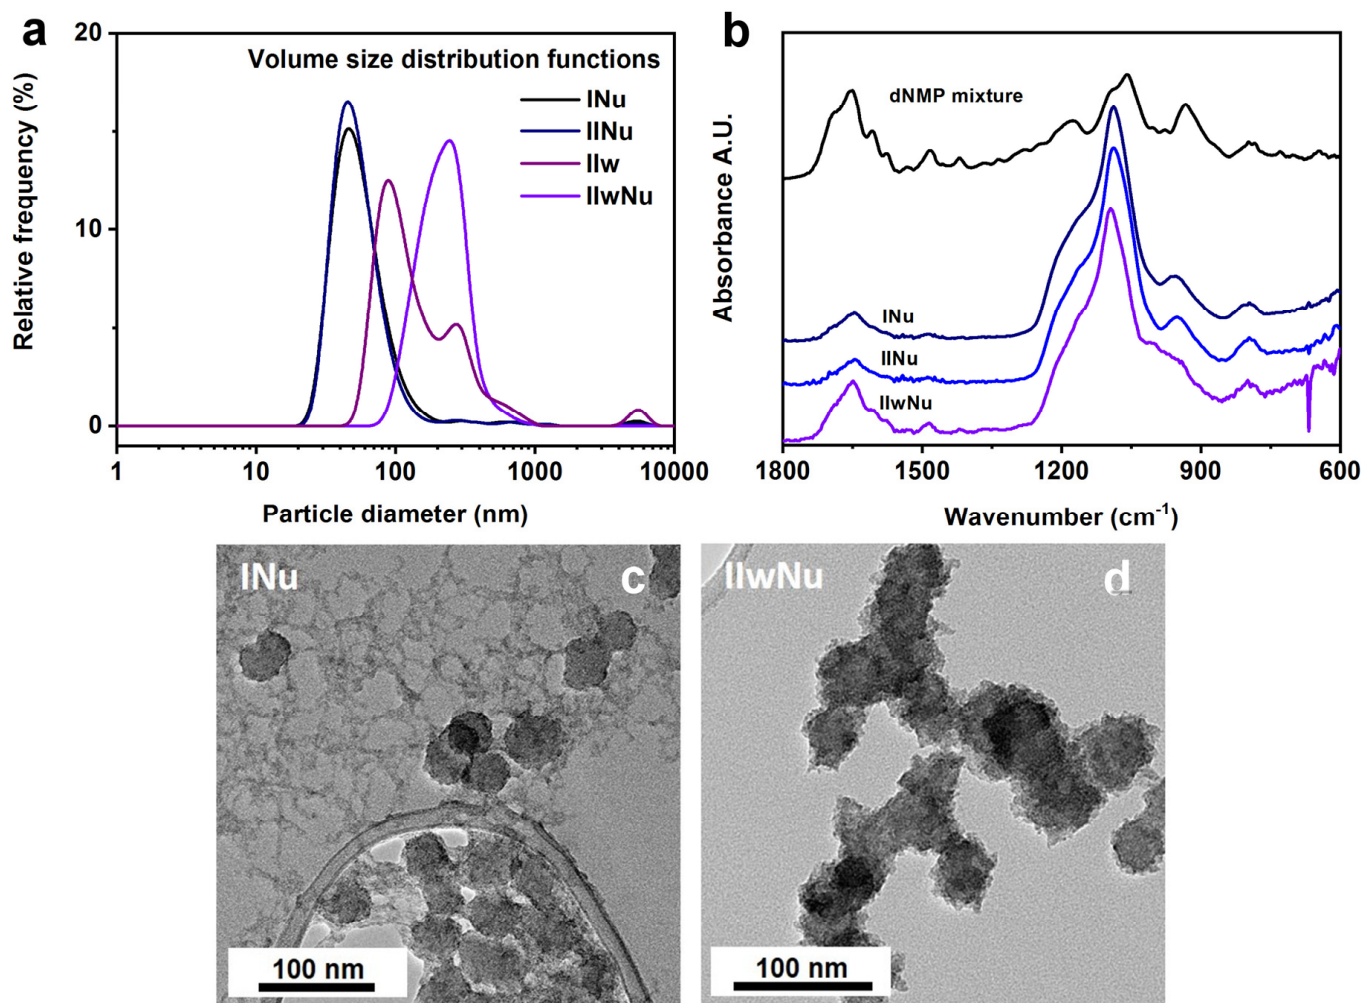 a
Volume size distribution functions
INu
IINu
IIw
IIwNu
Relative frequency (%)
20
10
0
1
10
100
1000
10000
Particle diameter (nm)
b
dNMP mixture
INu
IINu
IIwNu
Absorbance A.U.
1800
1500
1200
900
600
Wavenumber (cm⁻¹)
INu
c
100 nm
IIwNu
d
100 nm